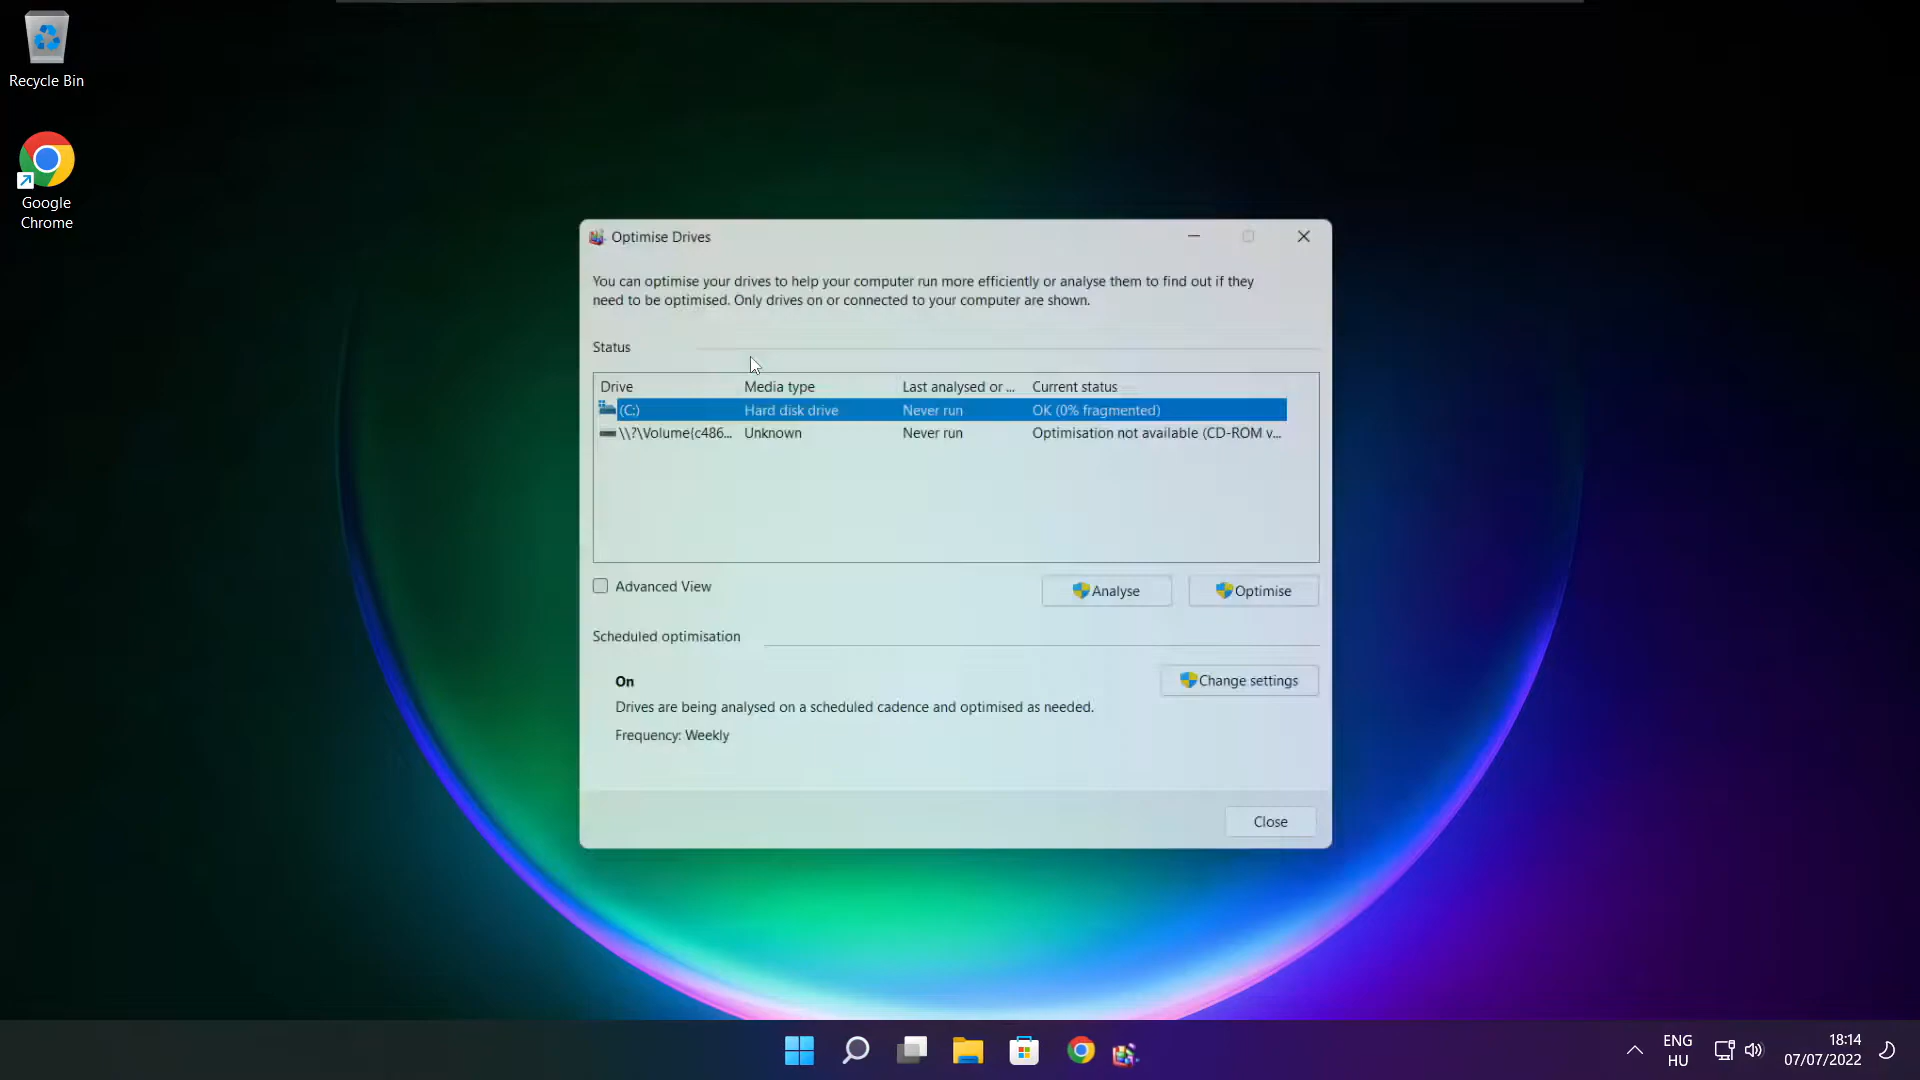 Recycle Bin
Google
Chrome
Optimise Drives
You can optimise your drives to help your computer run more efficiently or analyse them to find out if they
need to be optimised. Only drives on or connected to your computer are shown.
Status
Drive Media type Last analysed or ... Current status
(C:) Hard disk drive Never run OK (0% fragmented)
\\?\Volume{c486... Unknown Never run Optimisation not available (CD-ROM v...
Advanced View
Analyse
Optimise
Scheduled optimisation
On
Change settings
Drives are being analysed on a scheduled cadence and optimised as needed.
Frequency: Weekly
Close
ENG
HU
18:14
07/07/2022